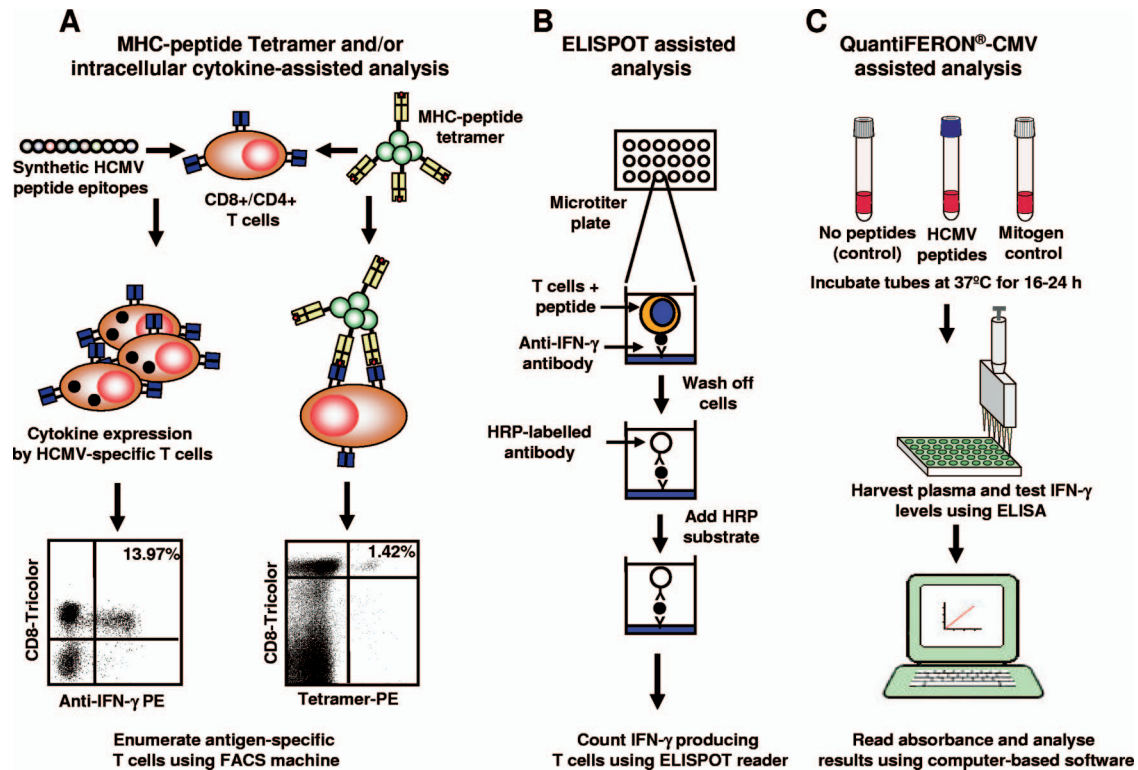 A
MHC-peptide Tetramer and/or
intracellular cytokine-assisted analysis
MHC-peptide
tetramer
Synthetic HCMV
peptide epitopes
CD8+/CD4+
T cells
Cytokine expression
by HCMV-specific T cells
13.97%
CD8-Tricolor
Anti-IFN-γ PE
1.42%
CD8-Tricolor
Tetramer-PE
Enumerate antigen-specific
T cells using FACS machine
B
ELISPOT assisted
analysis
Microtiter
plate
T cells +
peptide
Anti-IFN-γ
antibody
Wash off
cells
HRP-labelled
antibody
Add HRP
substrate
Count IFN-γ producing
T cells using ELISPOT reader
C
QuantiFERON®-CMV
assisted analysis
No peptides
(control)
HCMV
peptides
Mitogen
control
Incubate tubes at 37ºC for 16-24 h
Harvest plasma and test IFN-γ
levels using ELISA
Read absorbance and analyse
results using computer-based software